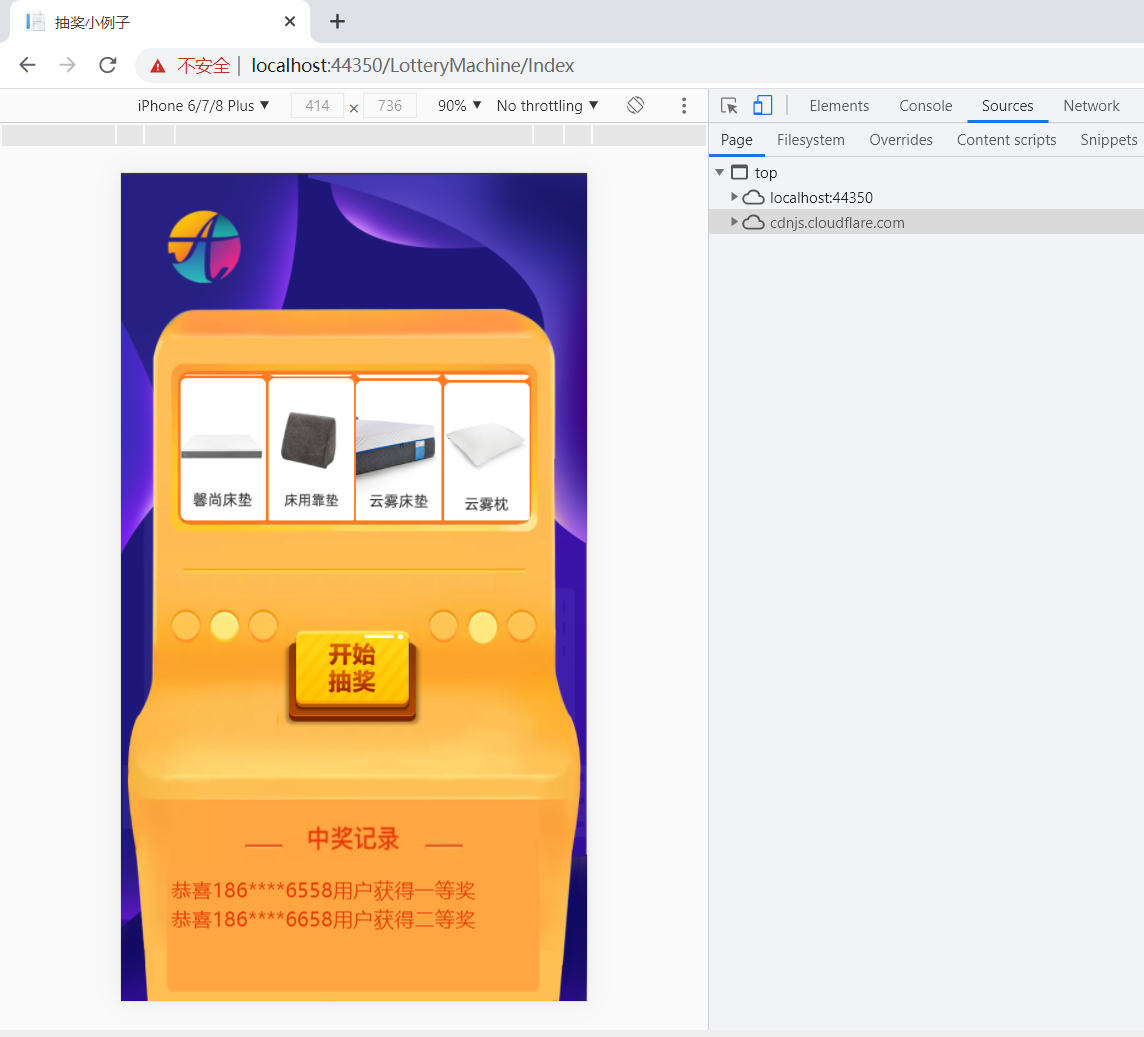 抽奖小例子
不安全 localhost:44350/LotteryMachine/Index
iPhone 6/7/8 Plus 414 × 736 90% No throttling
Elements Console Sources Network
Page Filesystem Overrides Content scripts Snippets
top
localhost:44350
cdnjs.cloudflare.com
馨尚床垫 床用靠垫 云雾床垫 云雾枕
开始
抽奖
中奖记录
恭喜186****6558用户获得一等奖
恭喜186****6658用户获得二等奖